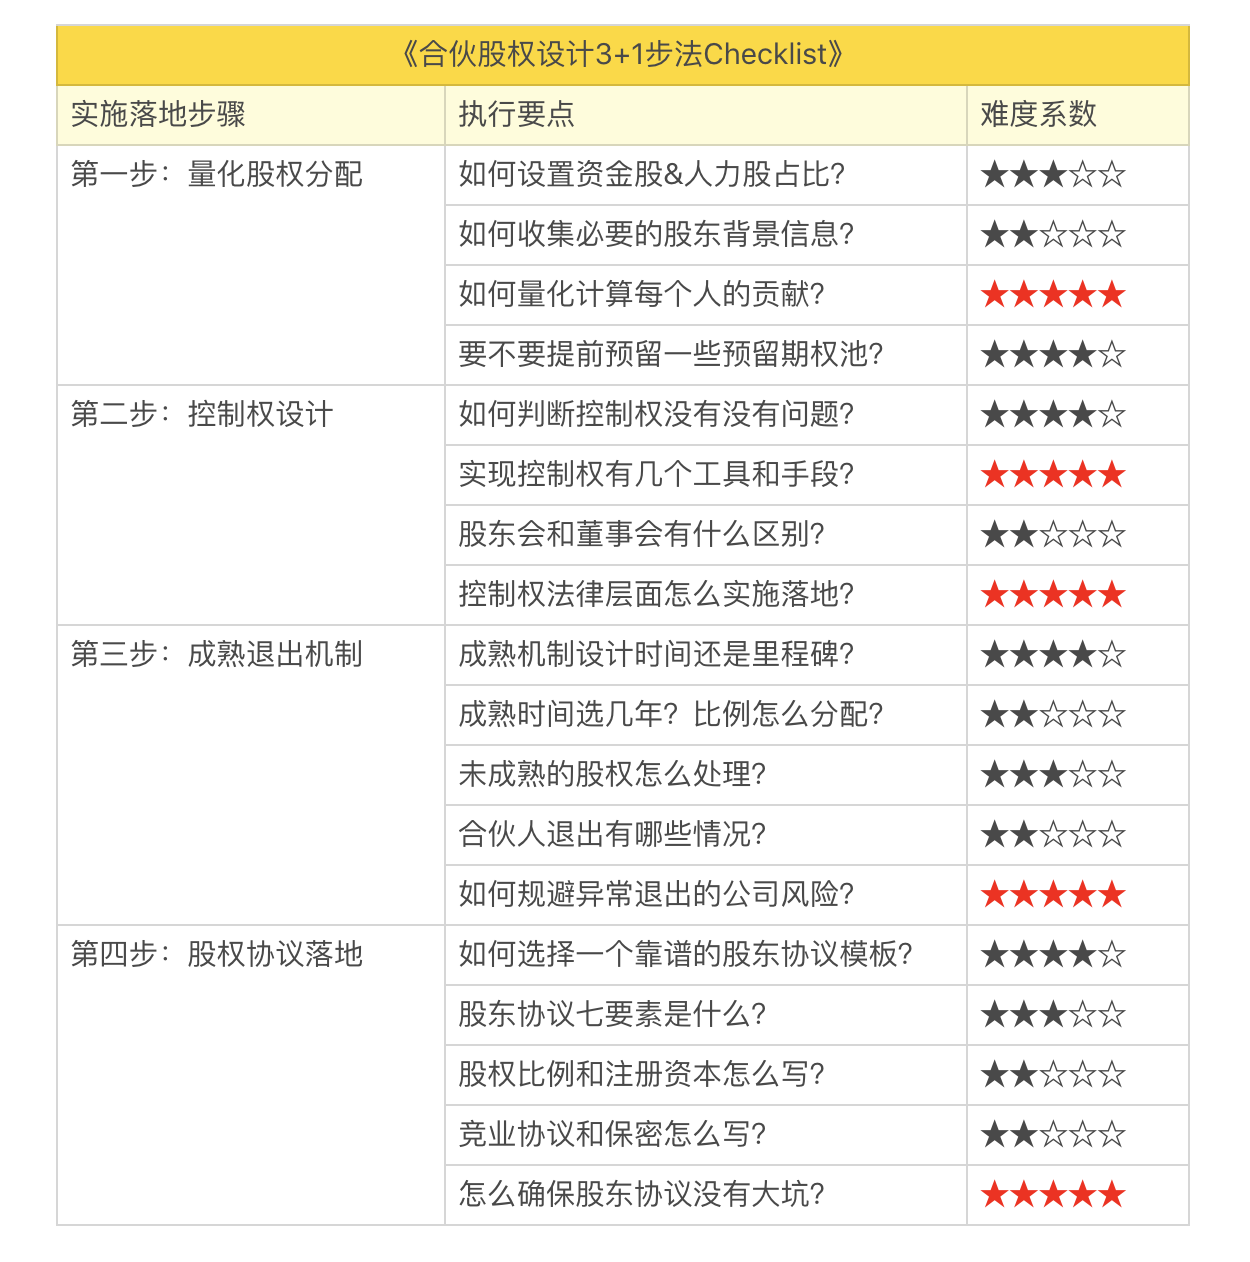 《合伙股权设计3+1步法Checklist》
实施落地步骤 执行要点 难度系数
第一步：量化股权分配 如何设置资金股&人力股占比? ★★★☆☆
如何收集必要的股东背景信息? ★★☆☆☆
如何量化计算每个人的贡献? ★★★★★
要不要提前预留一些预留期权池? ★★★★☆
第二步：控制权设计 如何判断控制权没有没有问题? ★★★★☆
实现控制权有几个工具和手段? ★★★★★
股东会和董事会有什么区别? ★★☆☆☆
控制权法律层面怎么实施落地? ★★★★★
第三步：成熟退出机制 成熟机制设计时间还是里程碑? ★★★★☆
成熟时间选几年？比例怎么分配? ★★☆☆☆
未成熟的股权怎么处理? ★★★☆☆
合伙人退出有哪些情况? ★★☆☆☆
如何规避异常退出的公司风险? ★★★★★
第四步：股权协议落地 如何选择一个靠谱的股东协议模板? ★★★★☆
股东协议七要素是什么? ★★★☆☆
股权比例和注册资本怎么写? ★★☆☆☆
竞业协议和保密怎么写? ★★☆☆☆
怎么确保股东协议没有大坑? ★★★★★